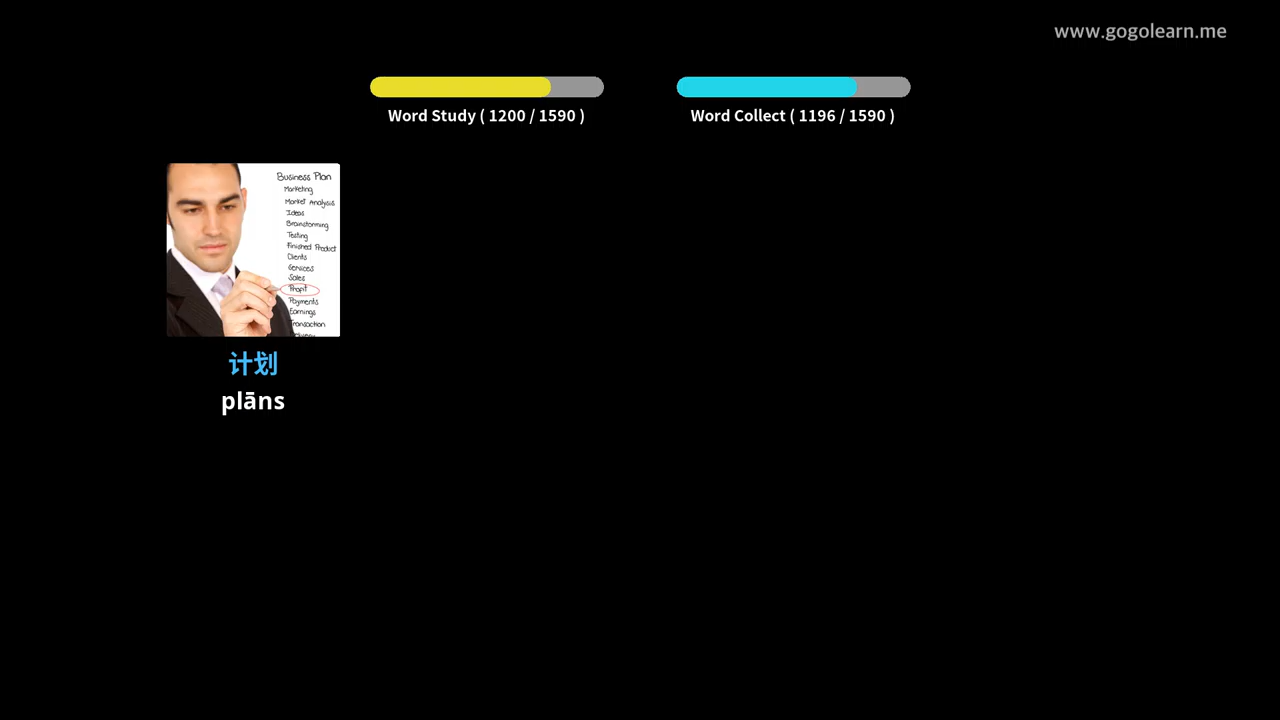 www.gogolearn.me
Word Study ( 1200 / 1590 )
Word Collect ( 1196 / 1590 )
Business Plan
Marketing
Market Analysis
Ideas
Brainstorming
Testing
Finished Product
Clients
Services
Sales
Profit
Payments
Earnings
Transaction
计划
plāns